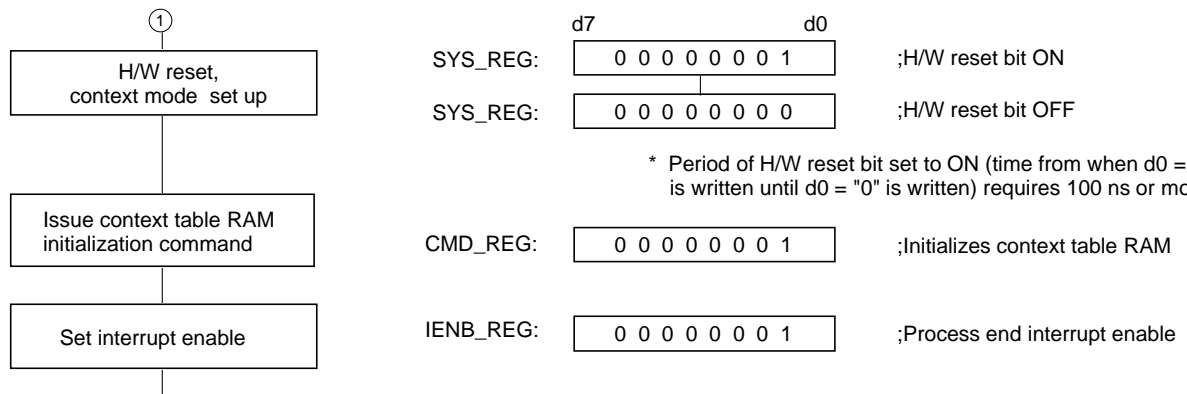 1
d7 d0
H/W reset,
context mode set up
SYS_REG: 0 0 0 0 0 0 0 1 ;H/W reset bit ON
SYS_REG: 0 0 0 0 0 0 0 0 ;H/W reset bit OFF
* Period of H/W reset bit set to ON (time from when d0 =
is written until d0 = "0" is written) requires 100 ns or
Issue context table RAM
initialization command
CMD_REG: 0 0 0 0 0 0 0 1 ;Initializes context table RAM
Set interrupt enable
IENB_REG: 0 0 0 0 0 0 0 1 ;Process end interrupt enable